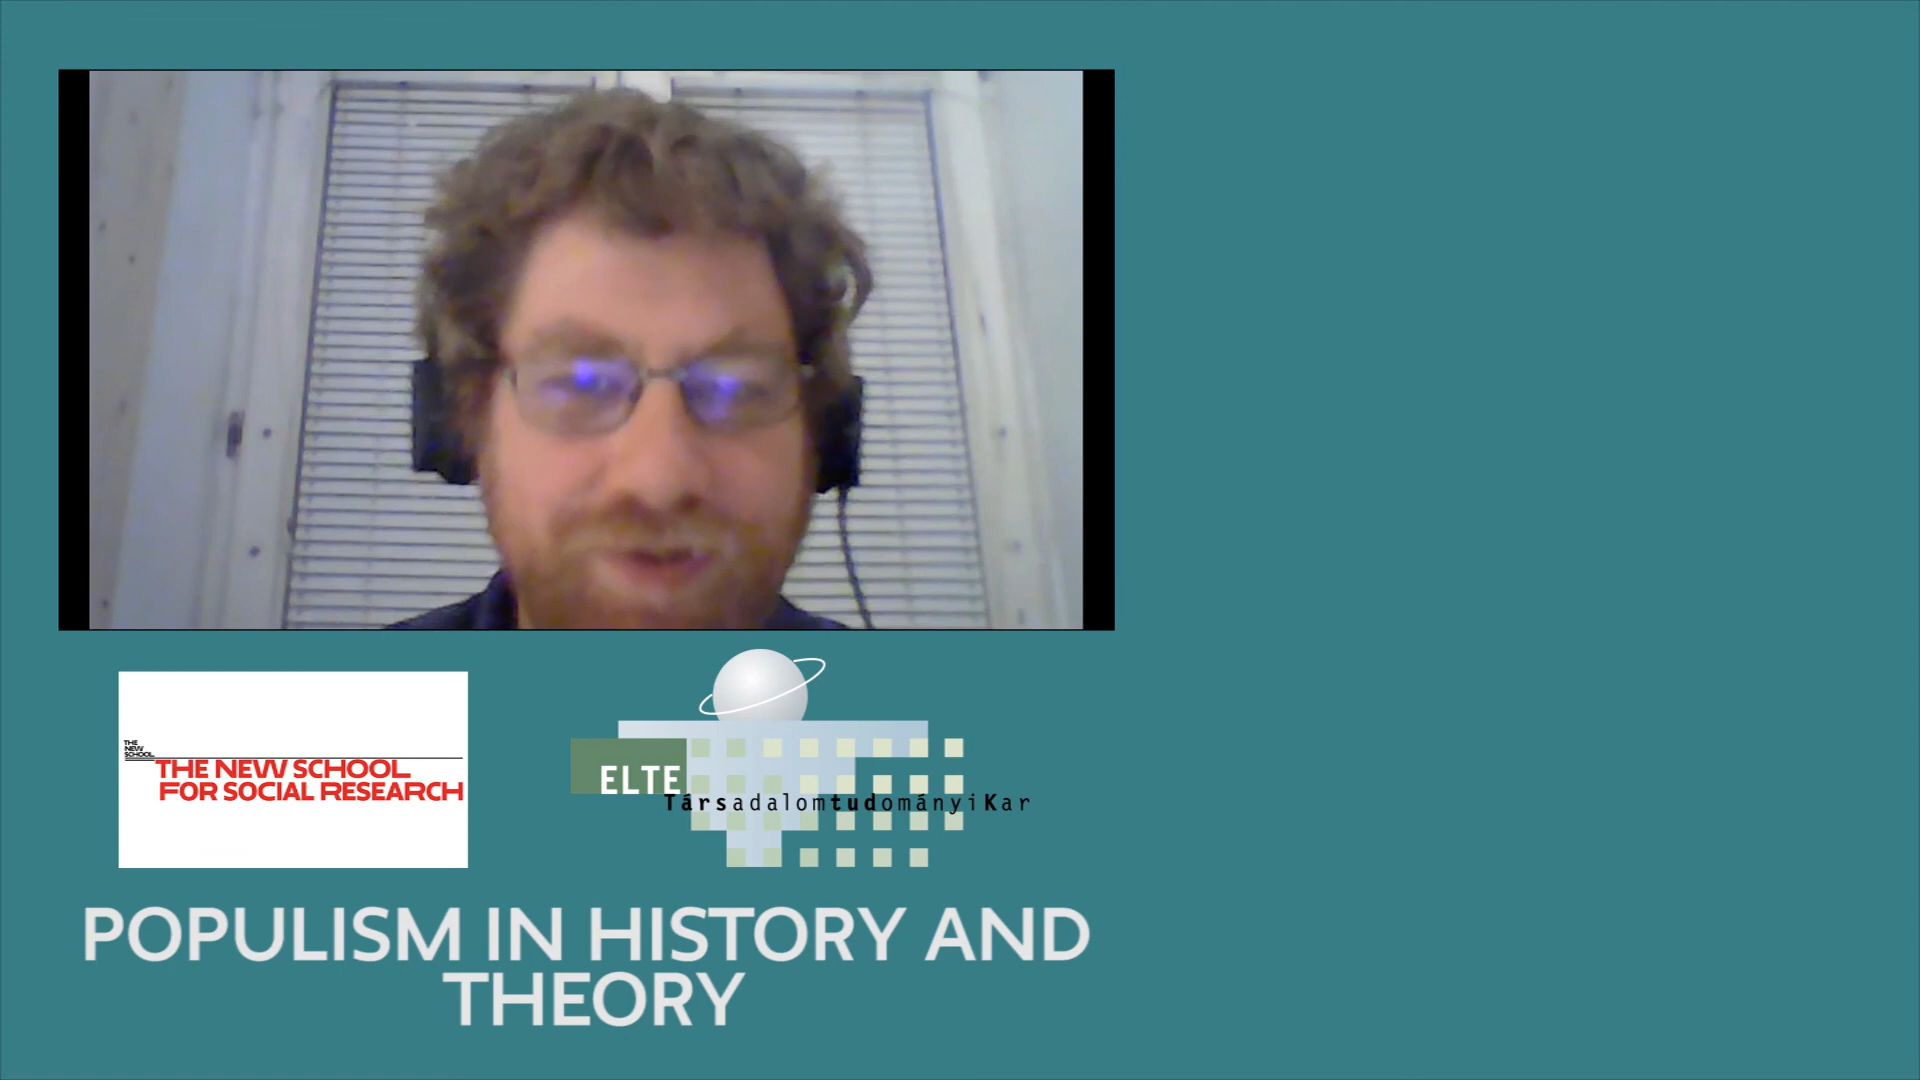 THE
NEW
SCHOOL
THE NEW SCHOOL
FOR SOCIAL RESEARCH
ELTE
TársadalomtudományiKar
POPULISM IN HISTORY AND
THEORY